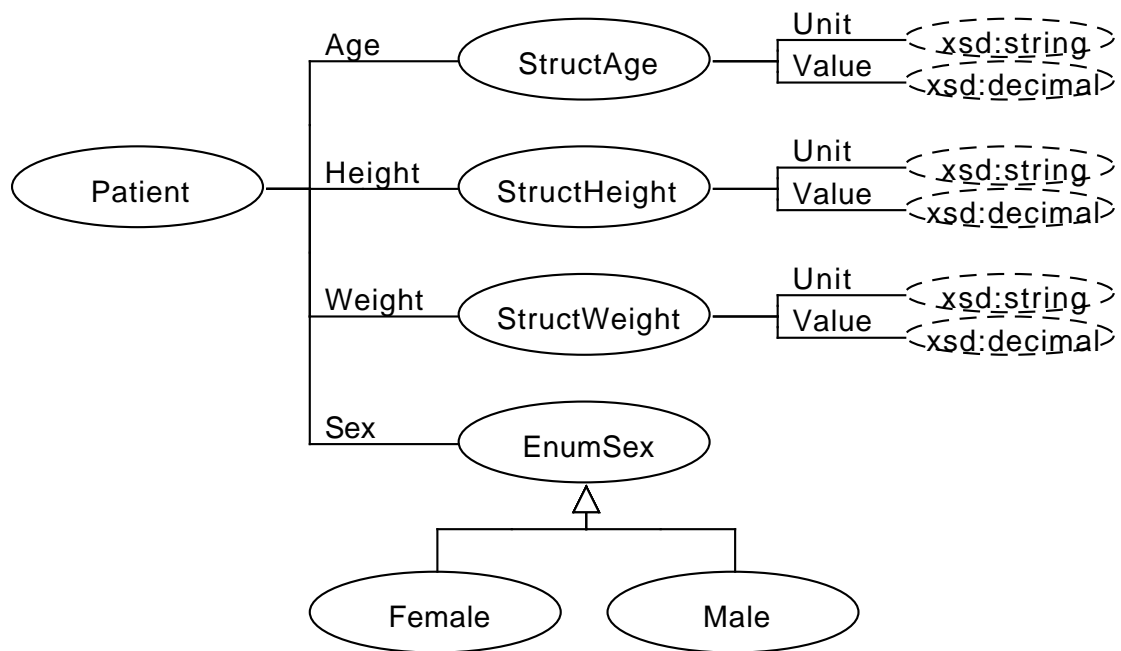 Age
StructAge
Unit
xsd:string
Value
xsd:decimal
Patient
Height
StructHeight
Unit
xsd:string
Value
xsd:decimal
Weight
StructWeight
Unit
xsd:string
Value
xsd:decimal
Sex
EnumSex
Female
Male